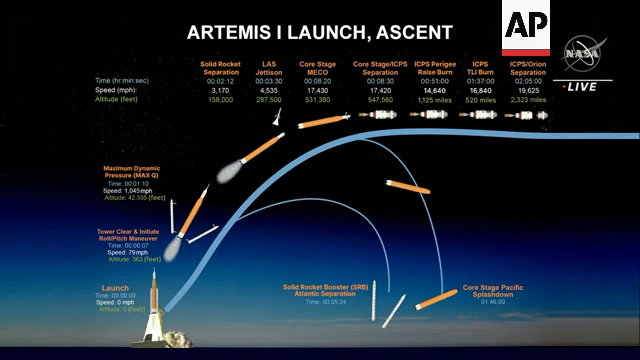 ARTEMIS I LAUNCH, ASCENT
AP
NASA
LIVE
Solid Rocket Separation
LAS Jettison
Core Stage MECO
Core Stage/ICPS Separation
ICPS Perigee Raise Burn
ICPS TLI Burn
ICPS/Orion Separation
Time (hr:min:sec) 00:02:12 00:03:30 00:08:20 00:08:30 00:51:00 01:37:00 02:05:00
Speed (mph): 3,170 4,535 17,430 17,420 14,640 16,840 19,625
Altitude (feet) 158,000 287,500 531,380 547,560 1,125 miles 520 miles 2,323 miles
Maximum Dynamic
Pressure (MAX Q)
Time: 00:01:10
Speed: 1,045 mph
Altitude: 42,555 (feet)
Tower Clear & Initiate
Roll/Pitch Maneuver
Time: 00:00:07
Speed: 79 mph
Altitude: 563 (feet)
Launch
Time: 00:00:00
Speed: 0 mph
Altitude: 0 (feet)
Solid Rocket Booster (SRB)
Atlantic Separation
Time: 00:05:24
Core Stage Pacific
Splashdown
01:46:00